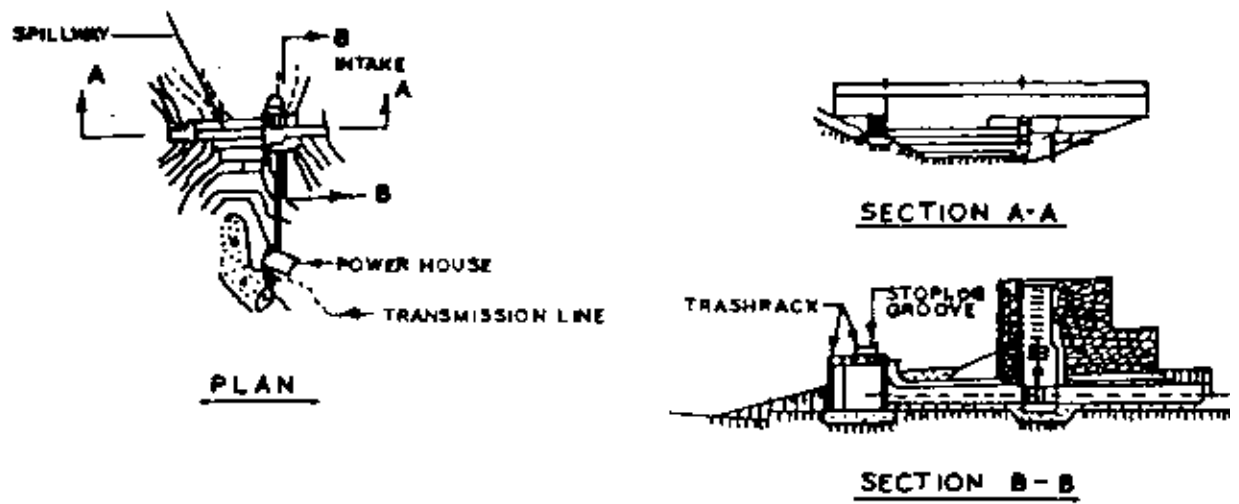 SPILLWAY
B
INTAKE
A
A
B
POWER HOUSE
TRANSMISSION LINE
PLAN
SECTION A-A
TRASHRACK
STOPLOG
GROOVE
SECTION B-B